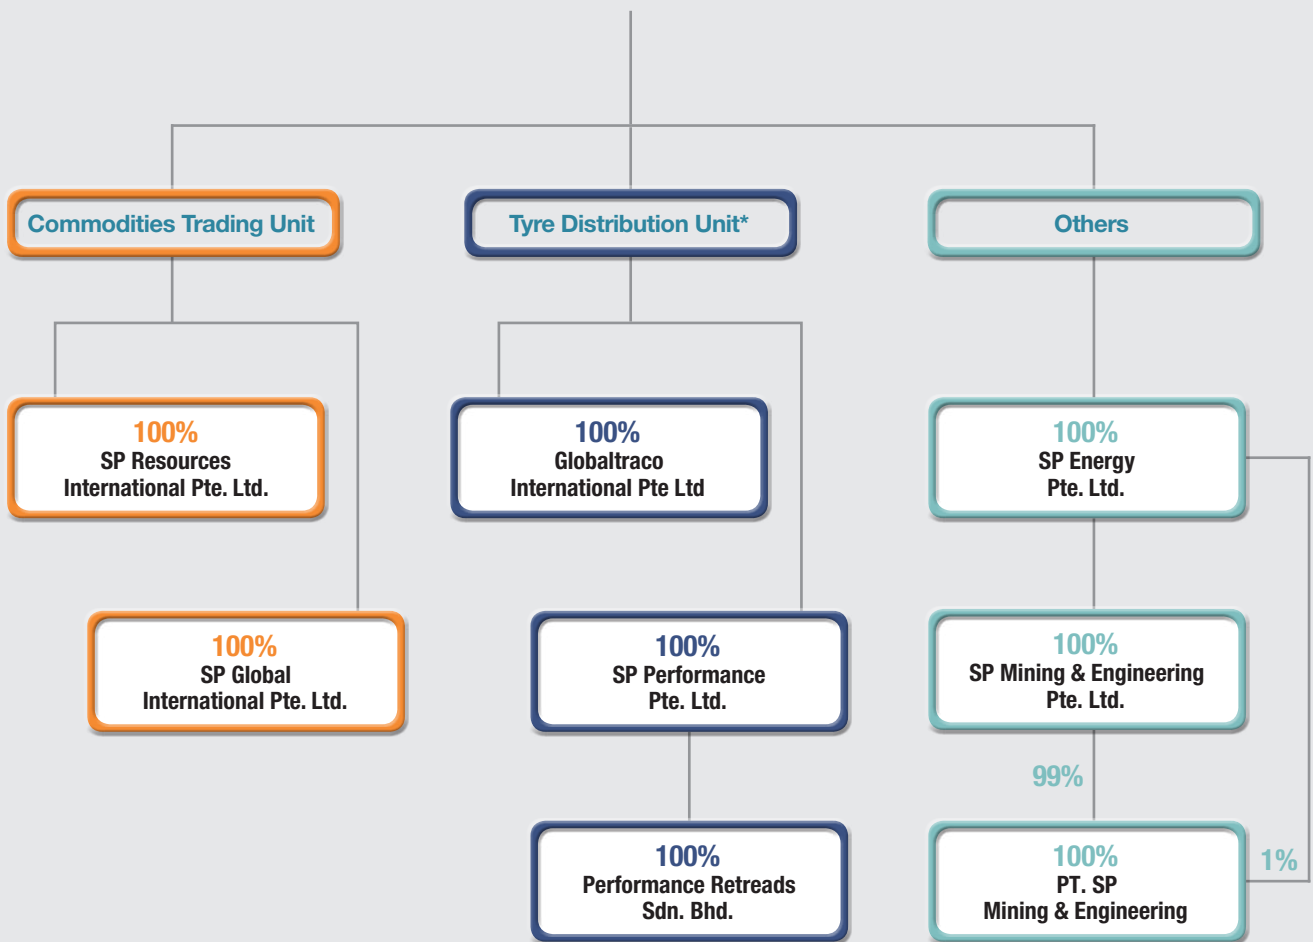 Commodities Trading Unit
Tyre Distribution Unit*
Others
100%
SP Resources
International Pte. Ltd.
100%
Globaltraco
International Pte Ltd
100%
SP Energy
Pte. Ltd.
100%
SP Global
International Pte. Ltd.
100%
SP Performance
Pte. Ltd.
100%
SP Mining & Engineering
Pte. Ltd.
99%
100%
Performance Retreads
Sdn. Bhd.
100%
PT. SP
Mining & Engineering
1%